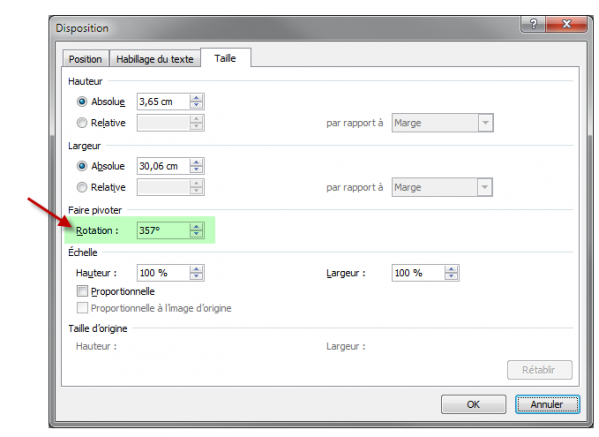 Disposition
Position Habillage du texte Taille
Hauteur
Absolue 3,65 cm
Relative par rapport à Marge
Largeur
Absolue 30,06 cm
Relative par rapport à Marge
Faire pivoter
Rotation : 357°
Échelle
Hauteur : 100 % Largeur : 100 %
Proportionnelle
Proportionnelle à l'image d'origine
Taille d'origine
Hauteur : Largeur :
Rétablir
OK Annuler